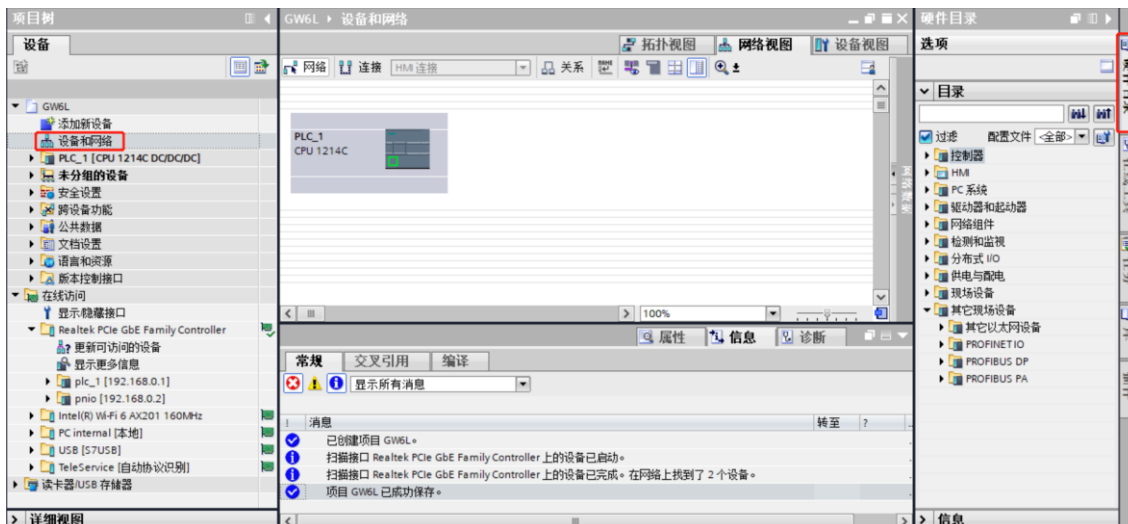 项目树
GW6L ▸ 设备和网络
硬件目录
设备
拓扑视图
网络视图
设备视图
选项
网络
连接
HMI 连接
关系
目录
GW6L
添加新设备
设备和网络
PLC_1 [CPU 1214C DC/DC/DC]
未分组的设备
安全设置
跨设备功能
公共数据
文档设置
语言和资源
版本控制接口
在线访问
显示/隐藏接口
Realtek PCIe GbE Family Controller
更新可访问的设备
显示更多信息
plc_1 [192.168.0.1]
pnio [192.168.0.2]
Intel(R) Wi-Fi 6 AX201 160MHz
PC internal [本地]
USB [S7USB]
TeleService [自动协议识别]
读卡器/USB 存储器
详细视图
PLC_1
CPU 1214C
网络数据
100%
属性
信息
诊断
常规
交叉引用
编译
显示所有消息
! 消息 转至 ?
已创建项目 GW6L。
扫描接口 Realtek PCIe GbE Family Controller 上的设备已启动。
扫描接口 Realtek PCIe GbE Family Controller 上的设备已完成。在网络上找到了 2 个设备。
项目 GW6L 已成功保存。
过滤
配置文件 <全部>
控制器
HMI
PC 系统
驱动器和起动器
网络组件
检测和监视
分布式 I/O
供电与配电
现场设备
其它现场设备
其它以太网设备
PROFINET IO
PROFIBUS DP
PROFIBUS PA
信息